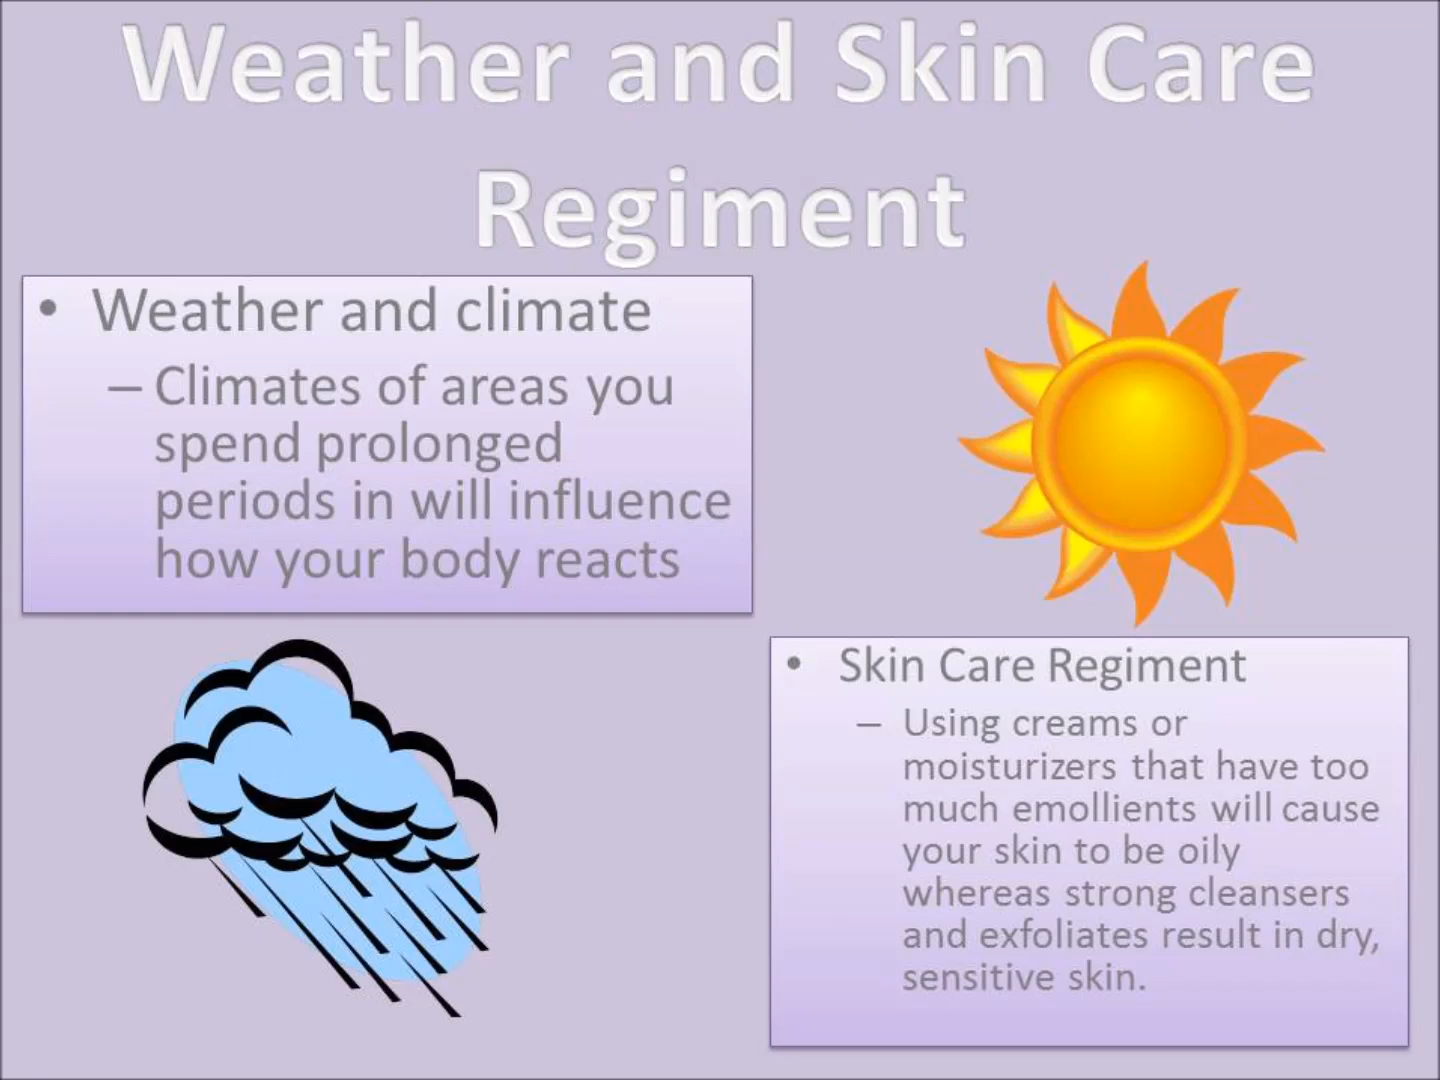 Weather and Skin Care
Regiment
• Weather and climate
– Climates of areas you
spend prolonged
periods in will influence
how your body reacts
• Skin Care Regiment
– Using creams or
moisturizers that have too
much emollients will cause
your skin to be oily
whereas strong cleansers
and exfoliates result in dry,
sensitive skin.